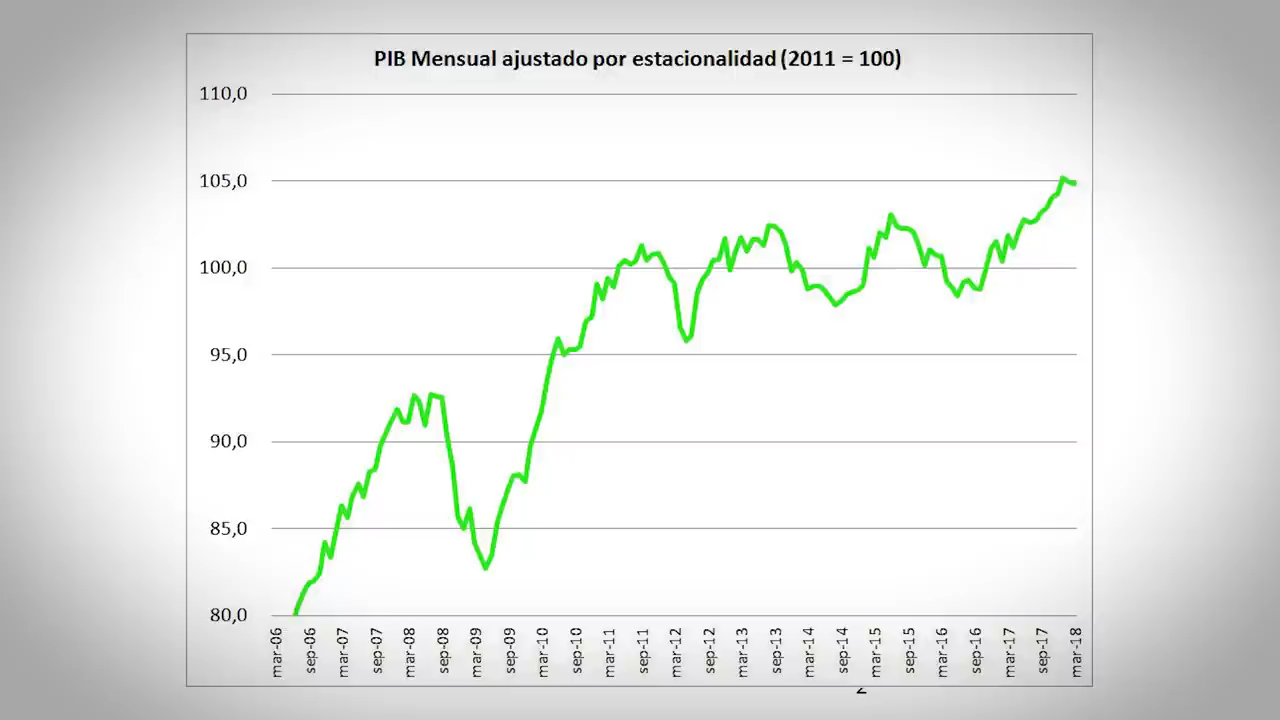 PIB Mensual ajustado por estacionalidad (2011 = 100)
110,0
105,0
100,0
95,0
90,0
85,0
80,0
mar-06
sep-06
mar-07
sep-07
mar-08
sep-08
mar-09
sep-09
mar-10
sep-10
mar-11
sep-11
mar-12
sep-12
mar-13
sep-13
mar-14
sep-14
mar-15
sep-15
mar-16
sep-16
mar-17
sep-17
mar-18